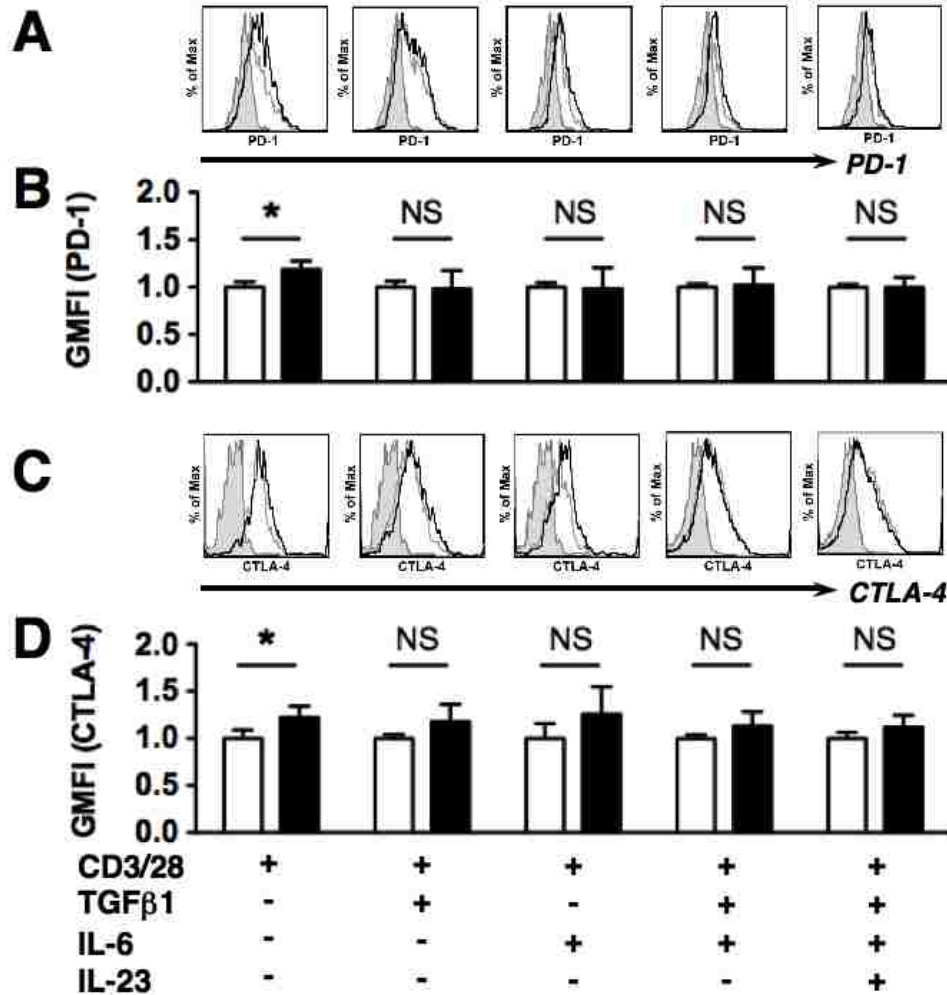 A
% of Max
% of Max
% of Max
% of Max
% of Max
PD-1
PD-1
PD-1
PD-1
PD-1
PD-1
B
GMFI (PD-1)
2.0
1.5
1.0
0.5
0.0
*
NS
NS
NS
NS
C
% of Max
% of Max
% of Max
% of Max
% of Max
CTLA-4
CTLA-4
CTLA-4
CTLA-4
CTLA-4
CTLA-4
D
GMFI (CTLA-4)
2.0
1.5
1.0
0.5
0.0
*
NS
NS
NS
NS
CD3/28 + + + + +
TGFβ1 - + - + +
IL-6 - - + + +
IL-23 - - - - +